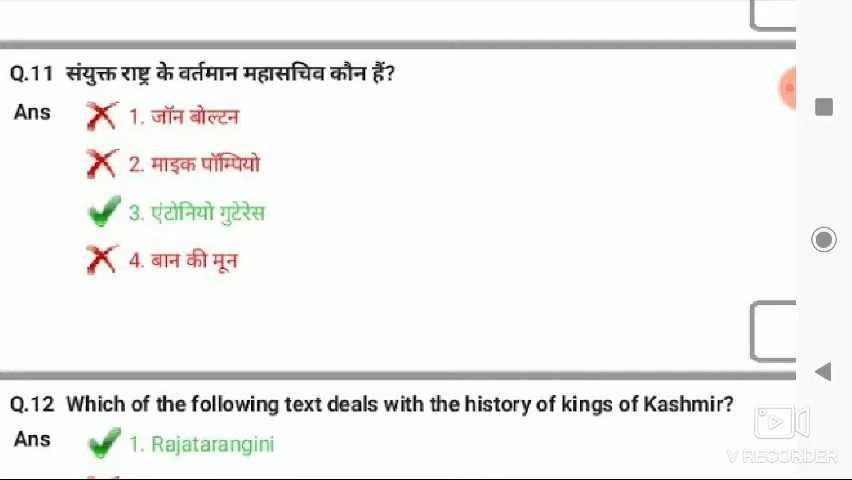 Q.11 संयुक्त राष्ट्र के वर्तमान महासचिव कौन हैं?
Ans 1. जॉन बोल्टन
2. माइक पॉम्पियो
3. एंटोनियो गुटेरेस
4. बान की मून
Q.12 Which of the following text deals with the history of kings of Kashmir?
Ans 1. Rajatarangini
V RECORDER